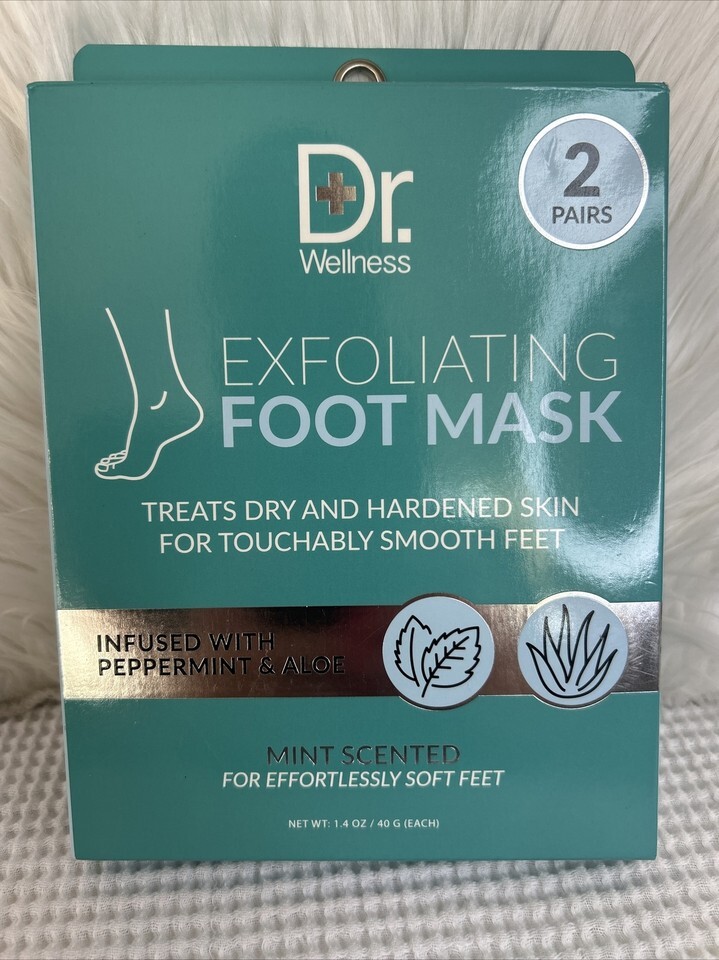 2
PAIRS
Dr.
Wellness
EXFOLIATING
FOOT MASK
TREATS DRY AND HARDENED SKIN
FOR TOUCHABLY SMOOTH FEET
INFUSED WITH
PEPPERMINT & ALOE
MINT SCENTED
FOR EFFORTLESSLY SOFT FEET
NET WT: 1.4 OZ / 40 G (EACH)